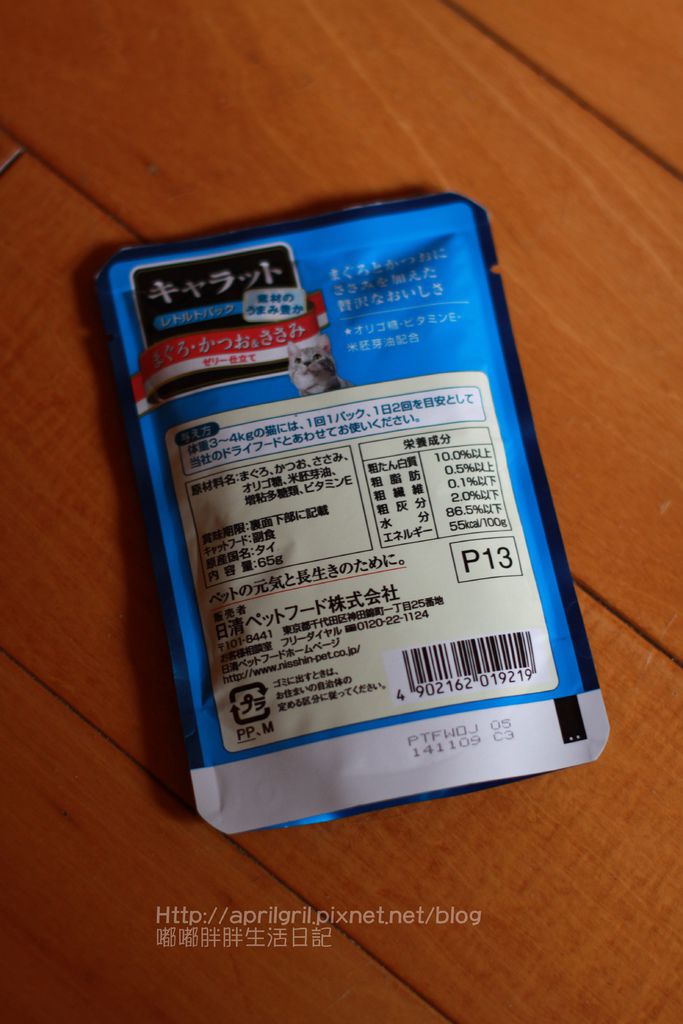 キャラット
レトルトパック
素材の
うまみ豊か
まぐろ・かつお&ささみ
ゼリー仕立て
まぐろとかつおに
ささみを加えた
贅沢なおいしさ
★オリゴ糖・ビタミンE・
米胚芽油配合
与え方
体重3〜4kgの猫には、1回1パック、1日2回を目安として
当社のドライフードとあわせてお使いください。
原材料名:まぐろ、かつお、ささみ、
オリゴ糖、米胚芽油、
増粘多糖類、ビタミンE
賞味期限:裏面下部に記載
キャットフード:副食
原産国名:タイ
内 容 量:65g
栄養成分
粗たん白質 10.0%以上
粗 脂 肪 0.5%以上
粗 繊 維 0.1%以下
粗 灰 分 2.0%以下
水 分 86.5%以下
エネルギー 55kcal/100g
P13
ペットの元気と長生きのために。
販売者
日清ペットフード株式会社
〒101-8441 東京都千代田区神田錦町一丁目25番地
お客様相談室 フリーダイヤル 0120-22-1124
日清ペットフードホームページ
http://www.nisshin-pet.co.jp/
プラ
PP、M
ゴミに出すときは、
お住まいの自治体の
定める区分に従ってください。
4 902162 019219
PTFWOJ 05
141109 C3
Http://aprilgril.pixnet.net/blog
嘟嘟胖胖生活日記